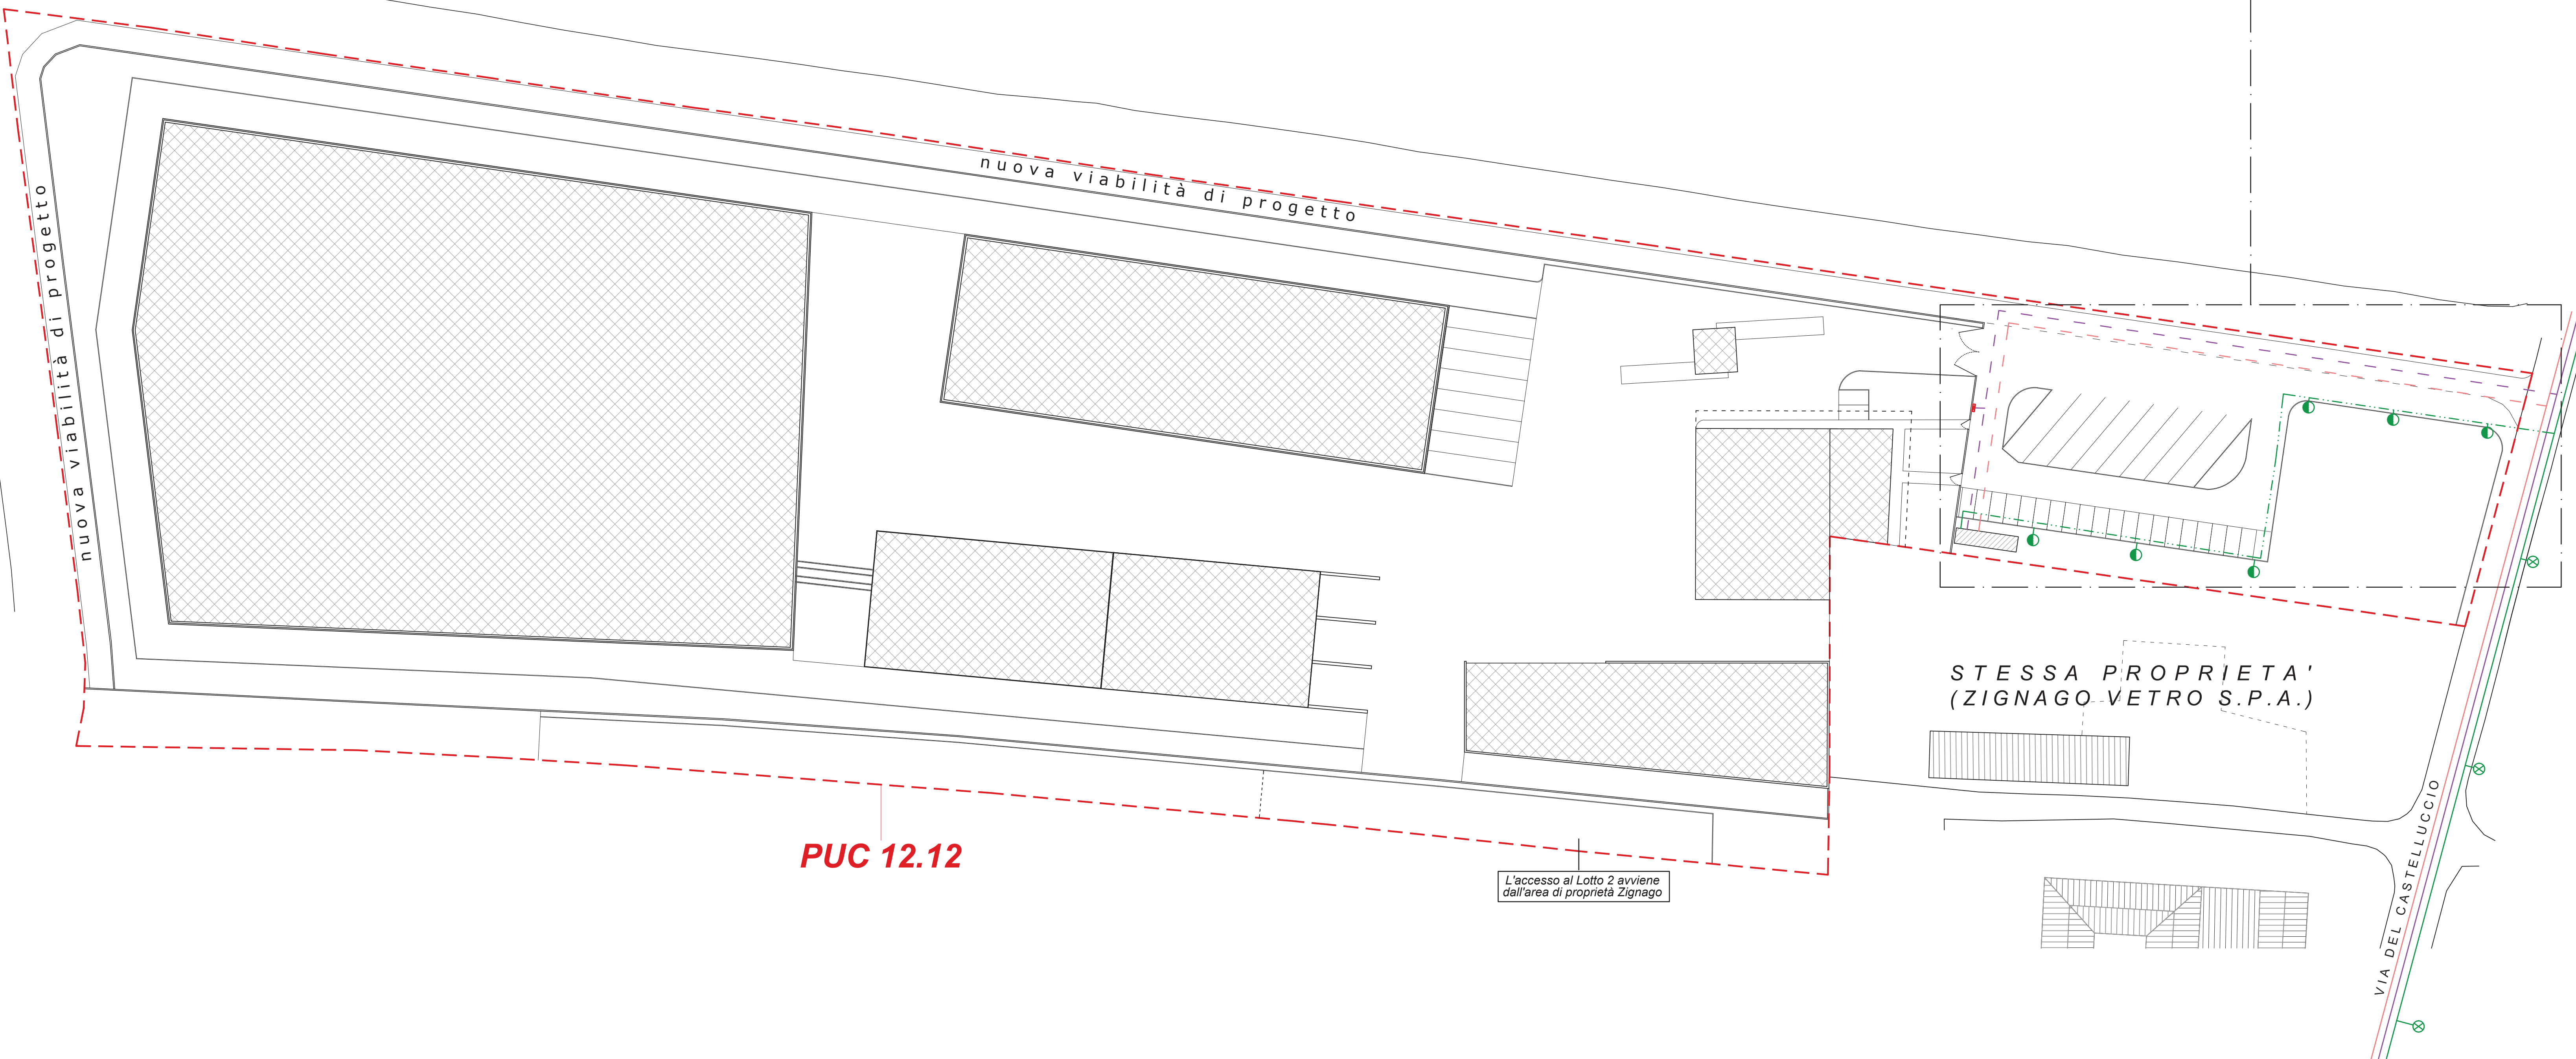 nuova viabilità di progetto
nuova viabilità di progetto
STESSA PROPRIETA'
(ZIGNAGO VETRO S.P.A.)
VIA DEL CASTELLUCCIO
PUC 12.12
L'accesso al Lotto 2 avviene
dall'area di proprietà Zignago